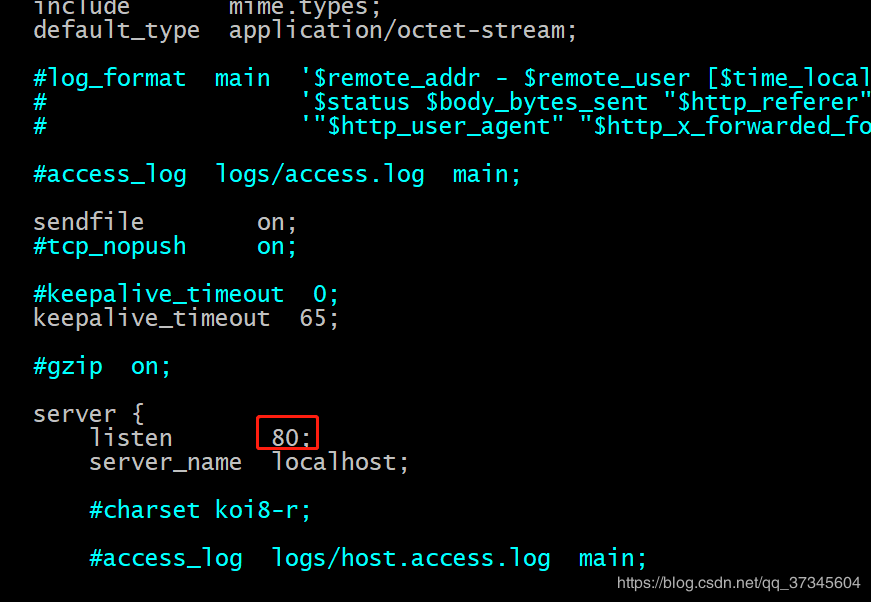 include       mime.types;
default_type  application/octet-stream;
#log_format  main  '$remote_addr - $remote_user [$time_local
#                  '$status $body_bytes_sent "$http_referer"
#                  '"$http_user_agent" "$http_x_forwarded_fo
#access_log  logs/access.log  main;
sendfile        on;
#tcp_nopush     on;
#keepalive_timeout  0;
keepalive_timeout  65;
#gzip  on;
server {
listen       80;
server_name  localhost;
#charset koi8-r;
#access_log  logs/host.access.log  main;
https://blog.csdn.net/qq_37345604